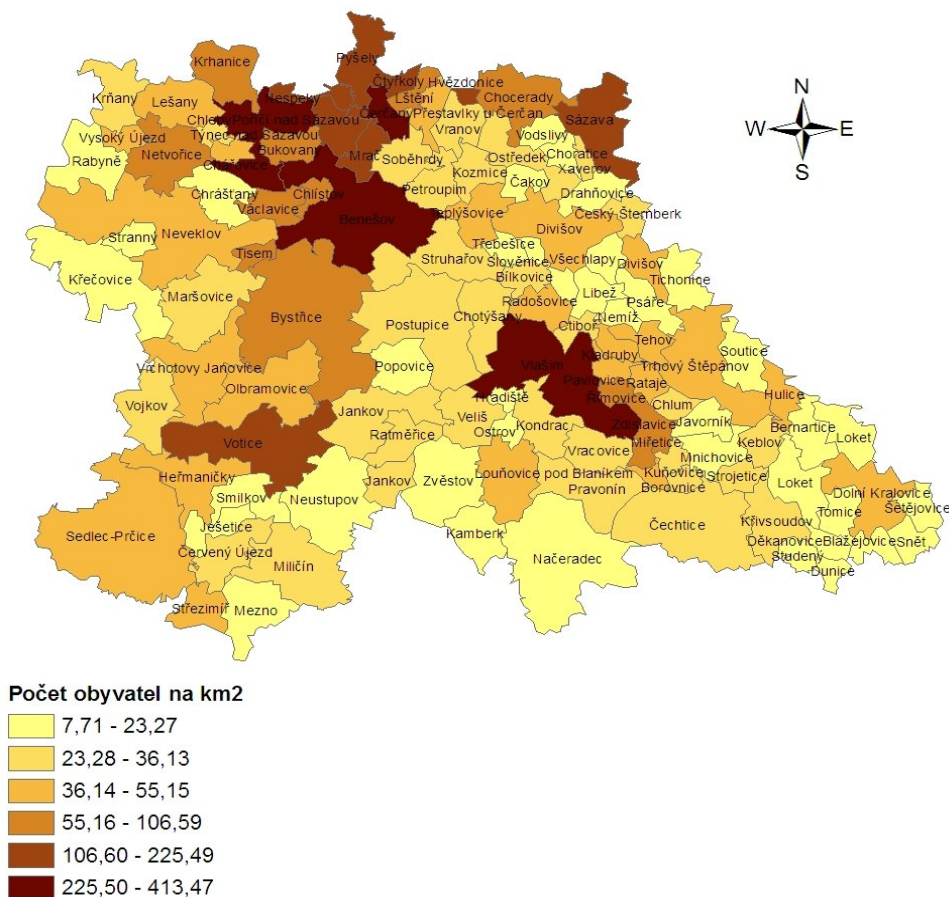 Pyšely
Krhanice
Čtyřkoly Hvězdonice
Nespeky
Krňany
Lešany
Lštění
Chocerady
Čerčany
Přestavlky u Čerčan
Poříčí nad Sázavou
Sázava
Vysoký Újezd
Týnec nad Sázavou
Vranov
Vodslivy
Bukovany
Netvořice
Mrač
Soběhrdy
Ostředek
Choratice
Rabyně
Xaverov
Kozmice
Čakov
Chrášťany
Chlístov
Petroupim
Drahňovice
Václavice
Teplýšovice
Český Šternberk
Benešov
Neveklov
Stranný
Divišov
Třebešice
Tisem
Struhařov
Slověnice
Všechlapy
Divišov
Křečovice
Bílkovice
Tichonice
Libež
Maršovice
Radošovice
Psáře
Chotýšany
Nemíž
Bystřice
Postupice
Ctiboř
Tehov
Kladruby
Soutice
Vlašim
Trhový Štěpánov
Vrchotovy Janovice
Popovice
Pavlovice
Rataje
Olbramovice
Římovice
Hulice
Hradiště
Chlum
Vojkov
Jankov
Veliš
Kondrac
Zdislavice
Javorník
Bernartice
Ostrov
Votice
Ratměřice
Miřetice
Keblov
Loket
Vracovice
Mnichovice
Heřmaničky
Jankov
Zvěstov
Louňovice pod Blaníkem
Kuňovice
Strojetice
Loket
Smilkov
Neustupov
Pravonín
Borovnice
Dolní Kralovice
Tomice
Šetějovice
Ješetice
Křivsoudov
Sedlec-Prčice
Kamberk
Čechtice
Červený Újezd
Děkanovice
Blažejovice
Snět
Miličín
Načeradec
Studený
Dunice
Střezimíř
Mezno
N
W E
S
Počet obyvatel na km2
7,71 - 23,27
23,28 - 36,13
36,14 - 55,15
55,16 - 106,59
106,60 - 225,49
225,50 - 413,47